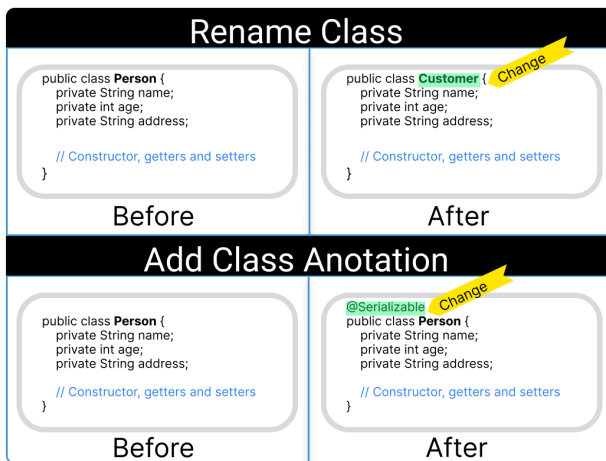 Rename Class
public class Person {
private String name;
private int age;
private String address;
// Constructor, getters and setters
}
Before
public class Customer {
Change
private String name;
private int age;
private String address;
// Constructor, getters and setters
}
After
Add Class Anotation
public class Person {
private String name;
private int age;
private String address;
// Constructor, getters and setters
}
Before
@Serializable
Change
public class Person {
private String name;
private int age;
private String address;
// Constructor, getters and setters
}
After